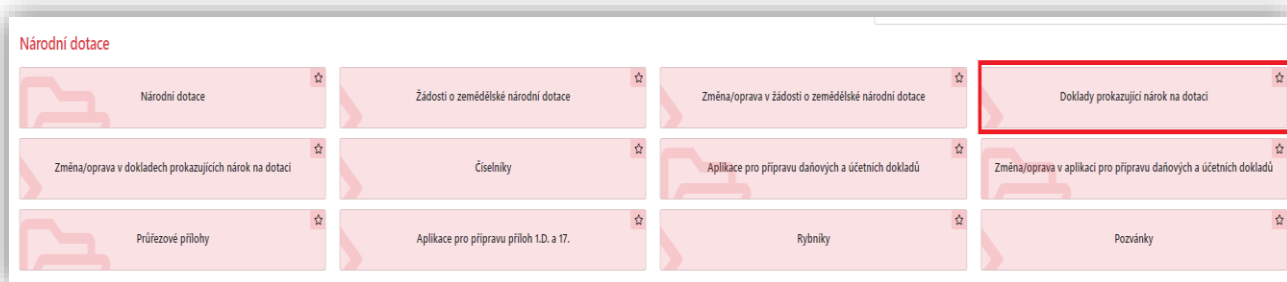 Národní dotace
Národní dotace
Žádosti o zemědělské národní dotace
Změna/oprava v žádosti o zemědělské národní dotace
Doklady prokazující nárok na dotaci
Změna/oprava v dokladech prokazujících nárok na dotaci
Číselníky
Aplikace pro přípravu daňových a účetních dokladů
Změna/oprava v aplikaci pro přípravu daňových a účetních dokladů
Průřezové přílohy
Aplikace pro přípravu příloh 1.D. a 17.
Rybníky
Pozvánky